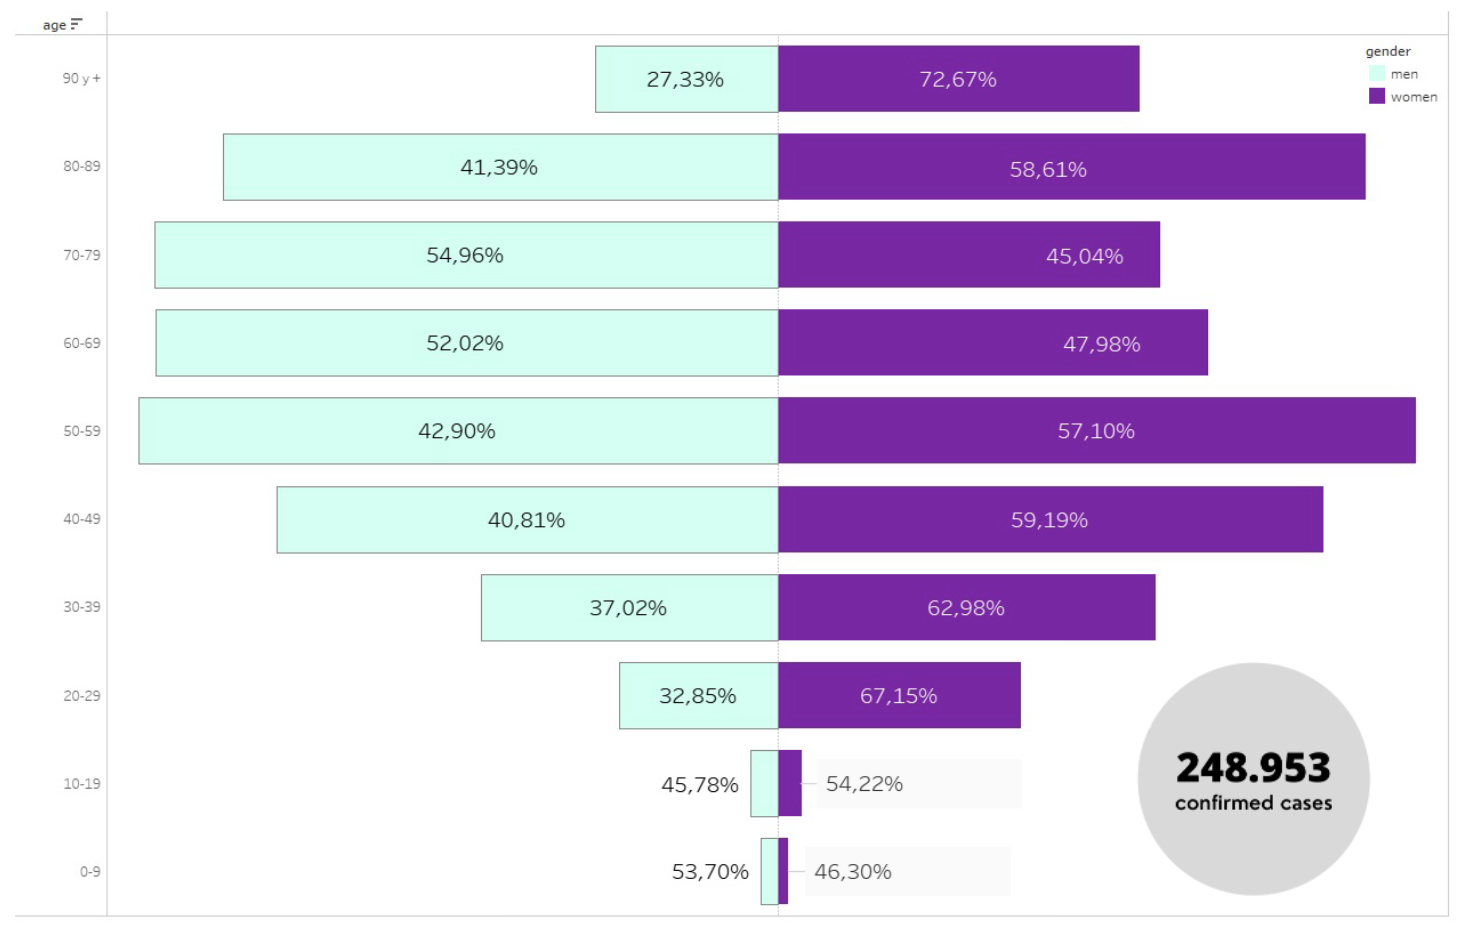 age
gender
men
women
90 y + 27,33% 72,67%
80-89 41,39% 58,61%
70-79 54,96% 45,04%
60-69 52,02% 47,98%
50-59 42,90% 57,10%
40-49 40,81% 59,19%
30-39 37,02% 62,98%
20-29 32,85% 67,15%
10-19 45,78% 54,22%
0-9 53,70% 46,30%
248.953
confirmed cases